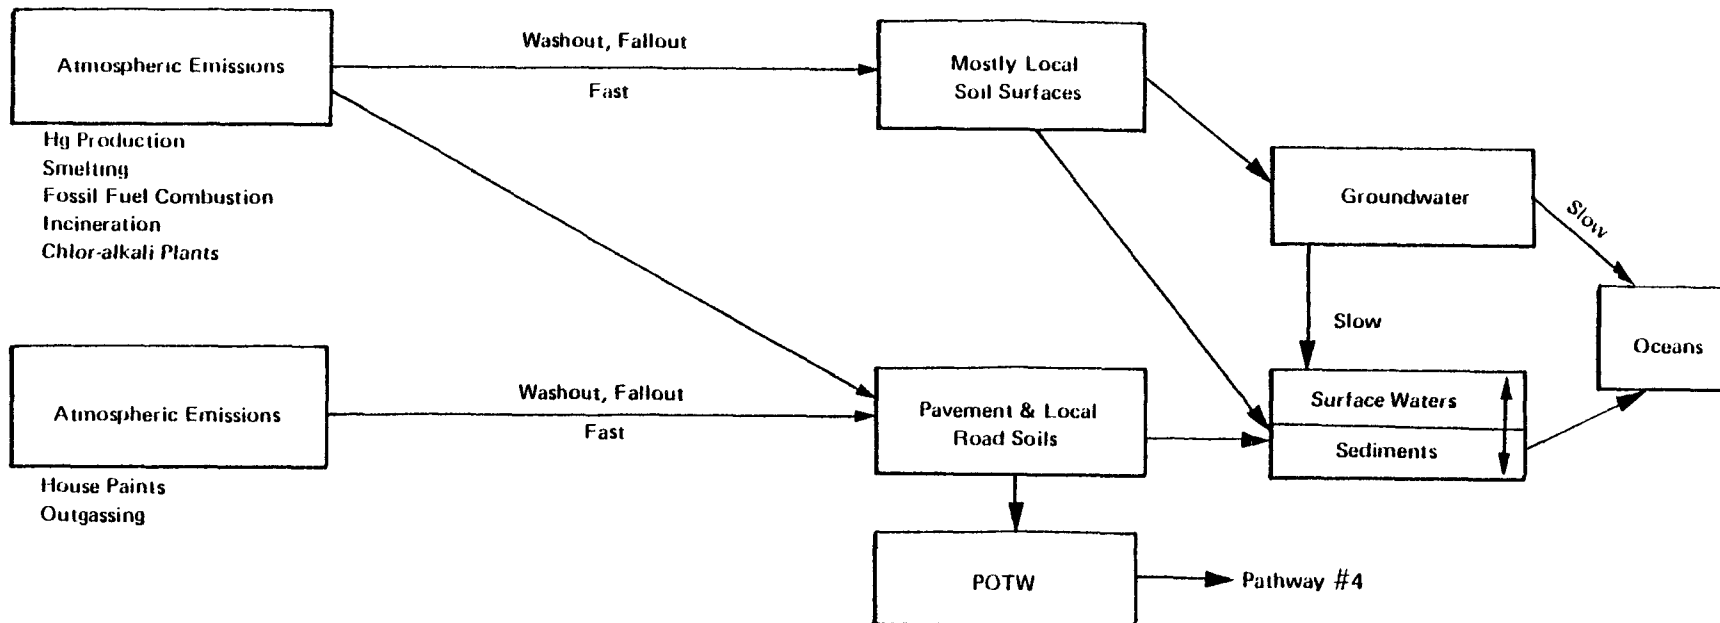 Atmospheric Emissions
Hg Production
Smelting
Fossil Fuel Combustion
Incineration
Chlor-alkali Plants
Washout, Fallout
Fast
Mostly Local
Soil Surfaces
Groundwater
Slow
Slow
Oceans
Atmospheric Emissions
House Paints
Outgassing
Washout, Fallout
Fast
Pavement & Local
Road Soils
Surface Waters
Sediments
POTW
Pathway #4